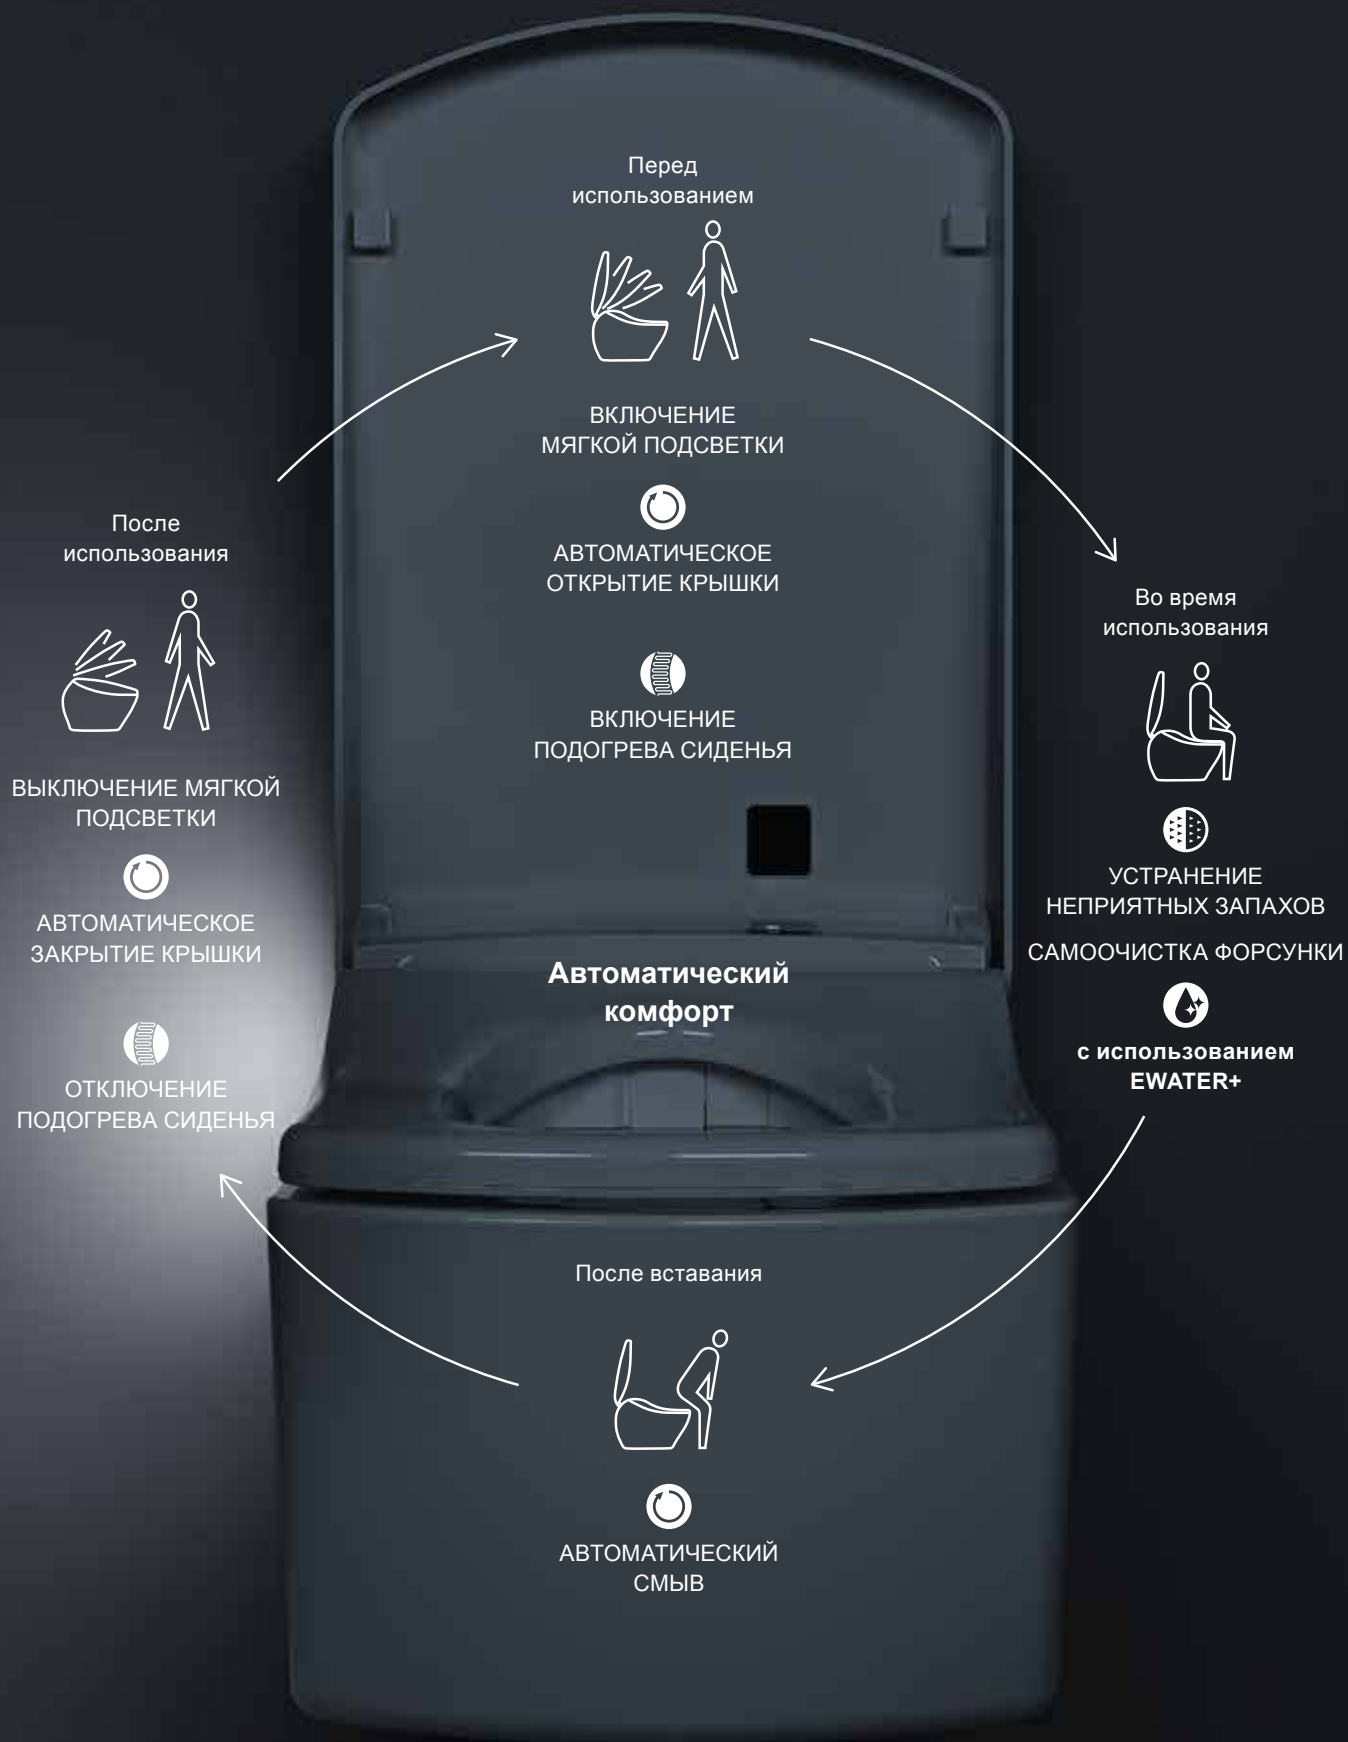 Перед
использованием
ВКЛЮЧЕНИЕ
МЯГКОЙ ПОДСВЕТКИ
АВТОМАТИЧЕСКОЕ
ОТКРЫТИЕ КРЫШКИ
ВКЛЮЧЕНИЕ
ПОДОГРЕВА СИДЕНЬЯ
Во время
использования
УСТРАНЕНИЕ
НЕПРИЯТНЫХ ЗАПАХОВ
САМООЧИСТКА ФОРСУНКИ
с использованием
EWATER+
После вставания
АВТОМАТИЧЕСКИЙ
СМЫВ
После
использования
ВЫКЛЮЧЕНИЕ МЯГКОЙ
ПОДСВЕТКИ
АВТОМАТИЧЕСКОЕ
ЗАКРЫТИЕ КРЫШКИ
ОТКЛЮЧЕНИЕ
ПОДОГРЕВА СИДЕНЬЯ
Автоматический
комфорт